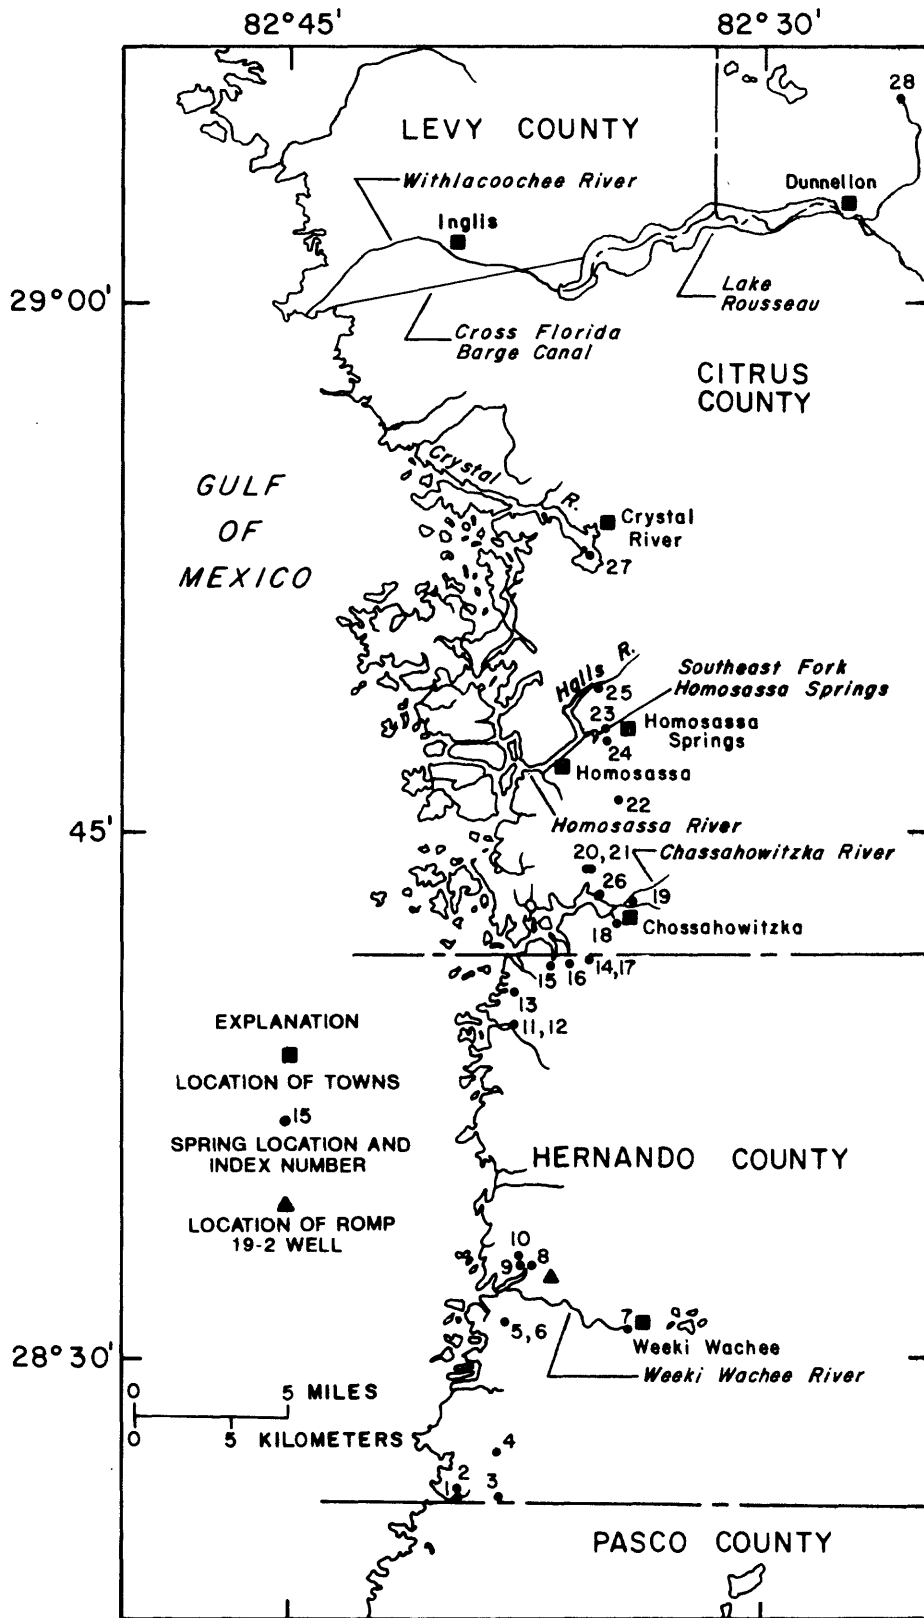 82°45'
82°30'
28
LEVY COUNTY
Withlacoochee River
Dunnellon
Inglis
29°00'
Lake
Rousseau
Cross Florida
Barge Canal
CITRUS
COUNTY
Crystal R.
GULF
OF
MEXICO
Crystal
River
27
Halls R.
Southeast Fork
Homosassa Springs
25
23
Homosassa
Springs
24
Homosassa
22
Homosassa River
45'
20,21
Chassahowitzka River
26
19
18
Chossahowitzka
15
16
14,17
13
11,12
EXPLANATION
LOCATION OF TOWNS
15
SPRING LOCATION AND
INDEX NUMBER
LOCATION OF ROMP
19-2 WELL
HERNANDO COUNTY
10
9
8
7
5,6
Weeki Wachee
28°30'
Weeki Wachee River
0 5 MILES
0 5 KILOMETERS
4
2
1
3
PASCO COUNTY